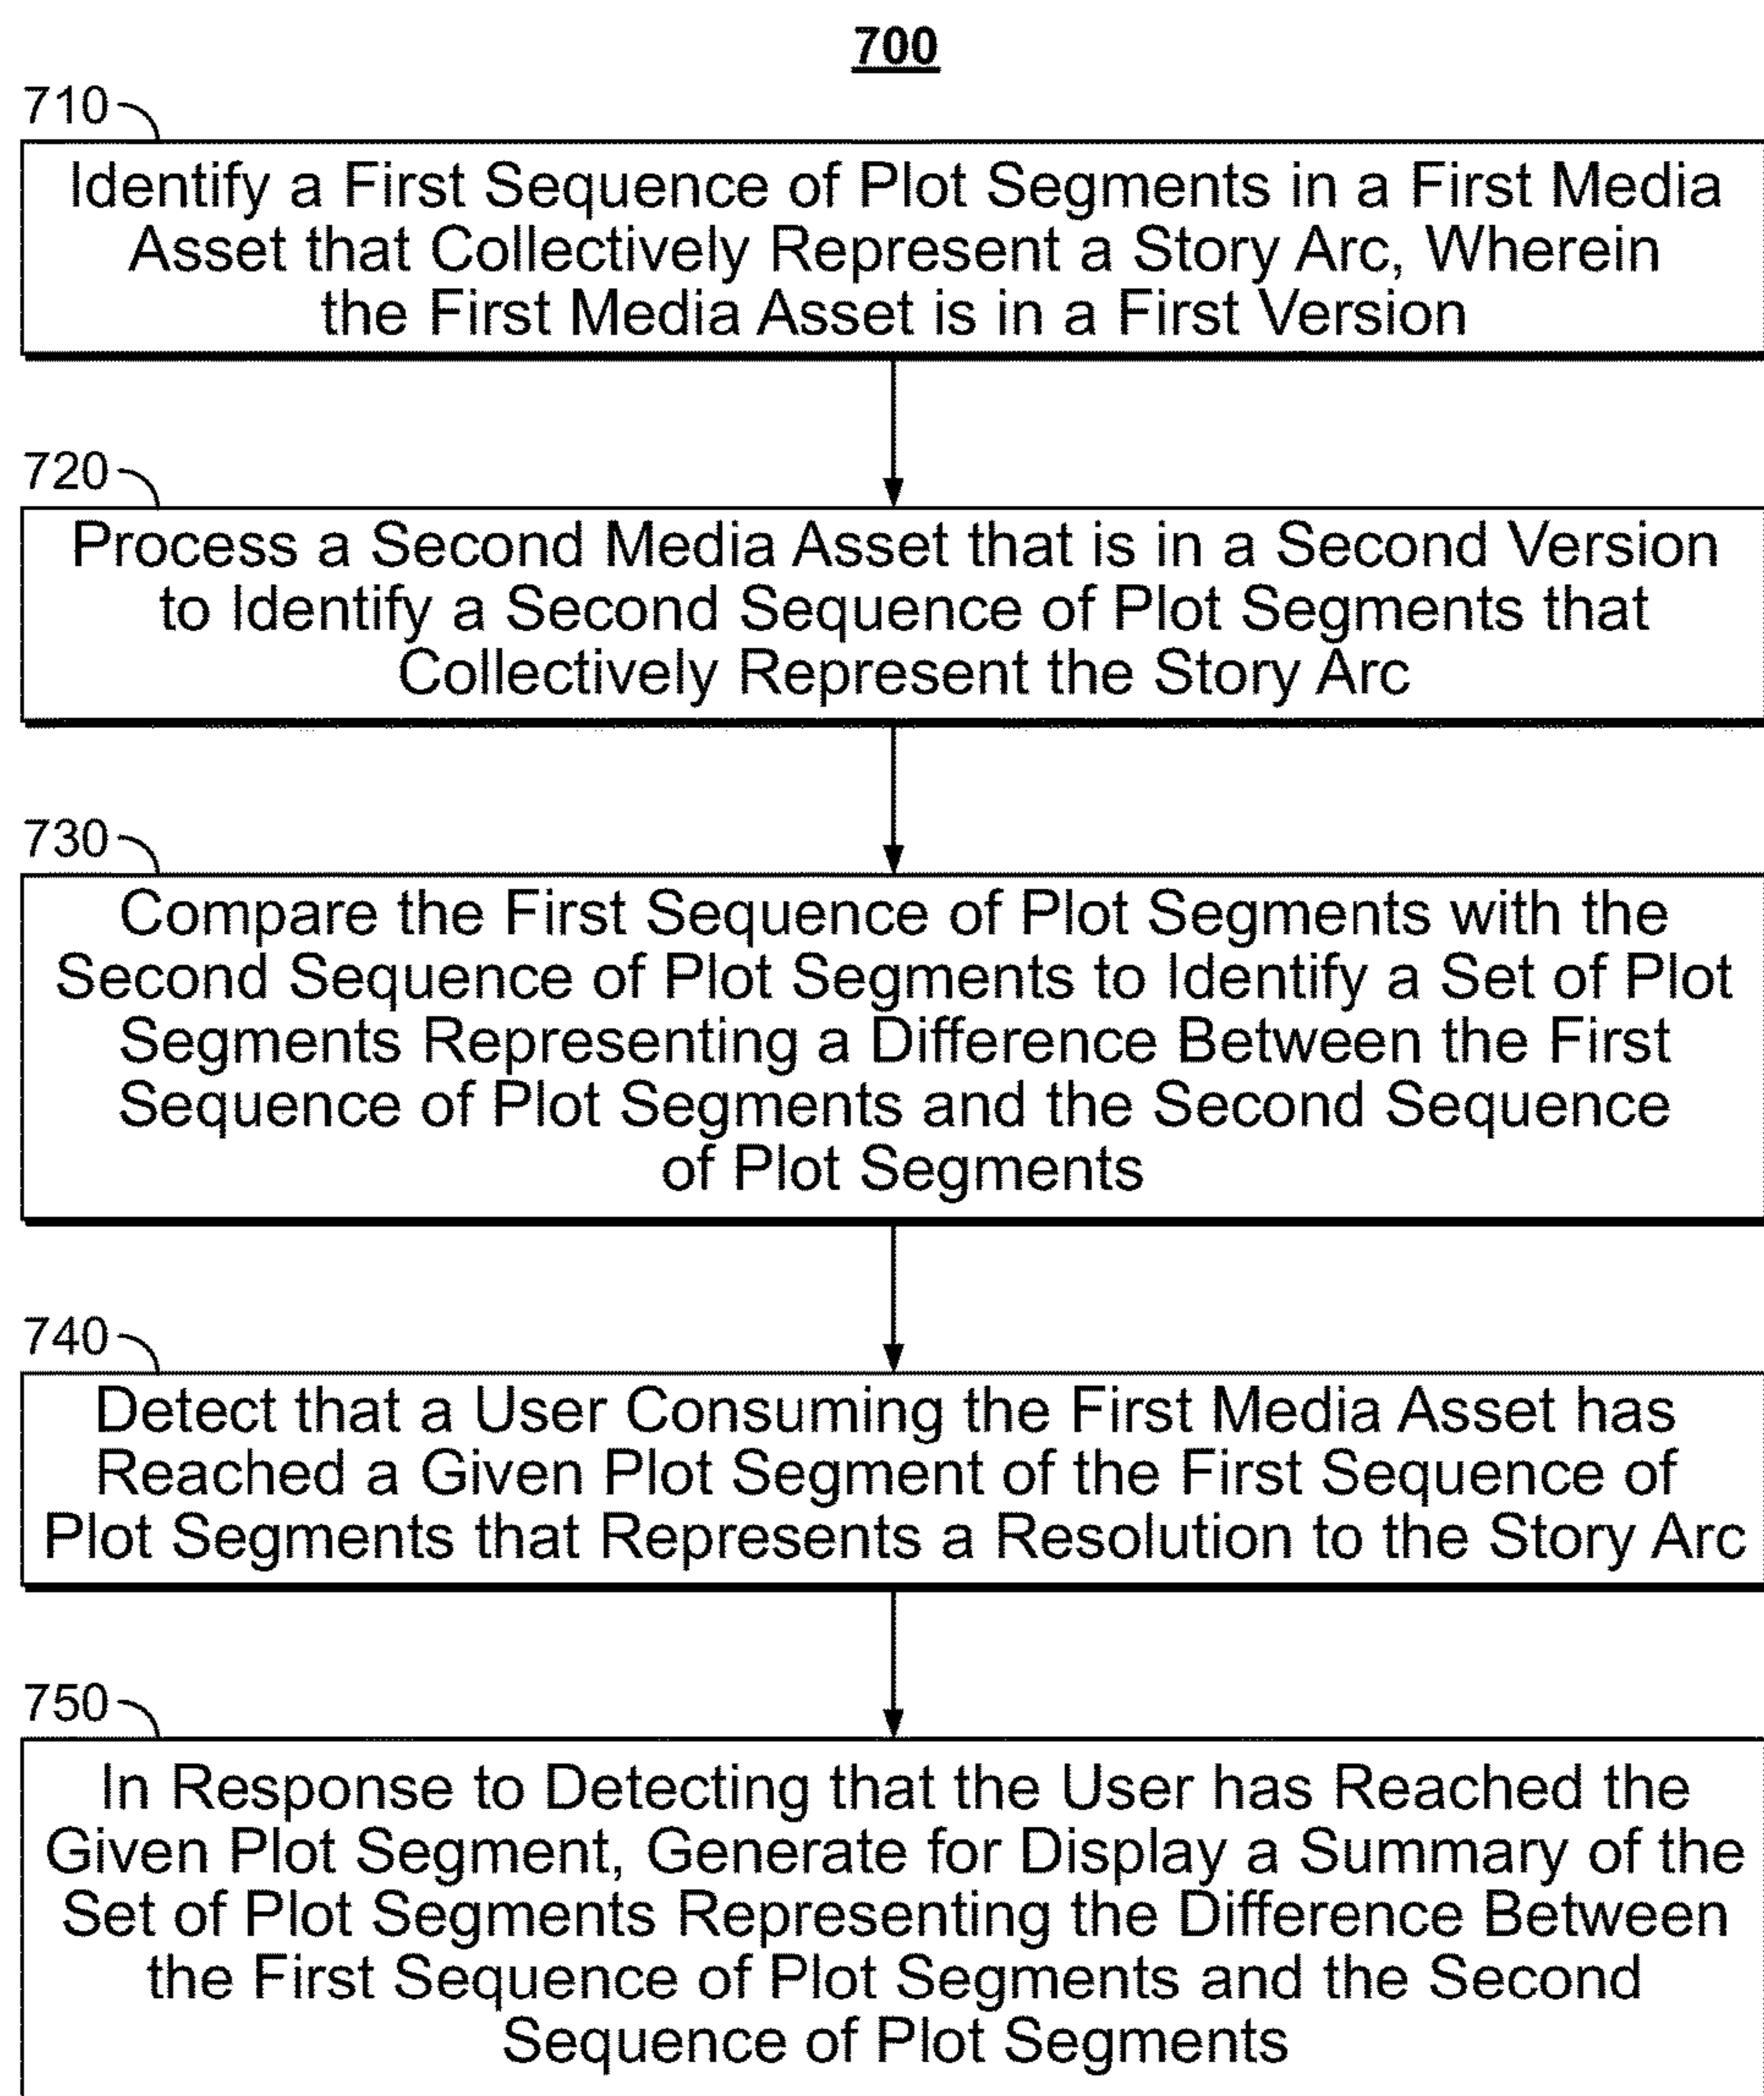 700
710
Identify a First Sequence of Plot Segments in a First Media
Asset that Collectively Represent a Story Arc, Wherein
the First Media Asset is in a First Version
720
Process a Second Media Asset that is in a Second Version
to Identify a Second Sequence of Plot Segments that
Collectively Represent the Story Arc
730
Compare the First Sequence of Plot Segments with the
Second Sequence of Plot Segments to Identify a Set of Plot
Segments Representing a Difference Between the First
Sequence of Plot Segments and the Second Sequence
of Plot Segments
740
Detect that a User Consuming the First Media Asset has
Reached a Given Plot Segment of the First Sequence of
Plot Segments that Represents a Resolution to the Story Arc
750
In Response to Detecting that the User has Reached the
Given Plot Segment, Generate for Display a Summary of the
Set of Plot Segments Representing the Difference Between
the First Sequence of Plot Segments and the Second
Sequence of Plot Segments